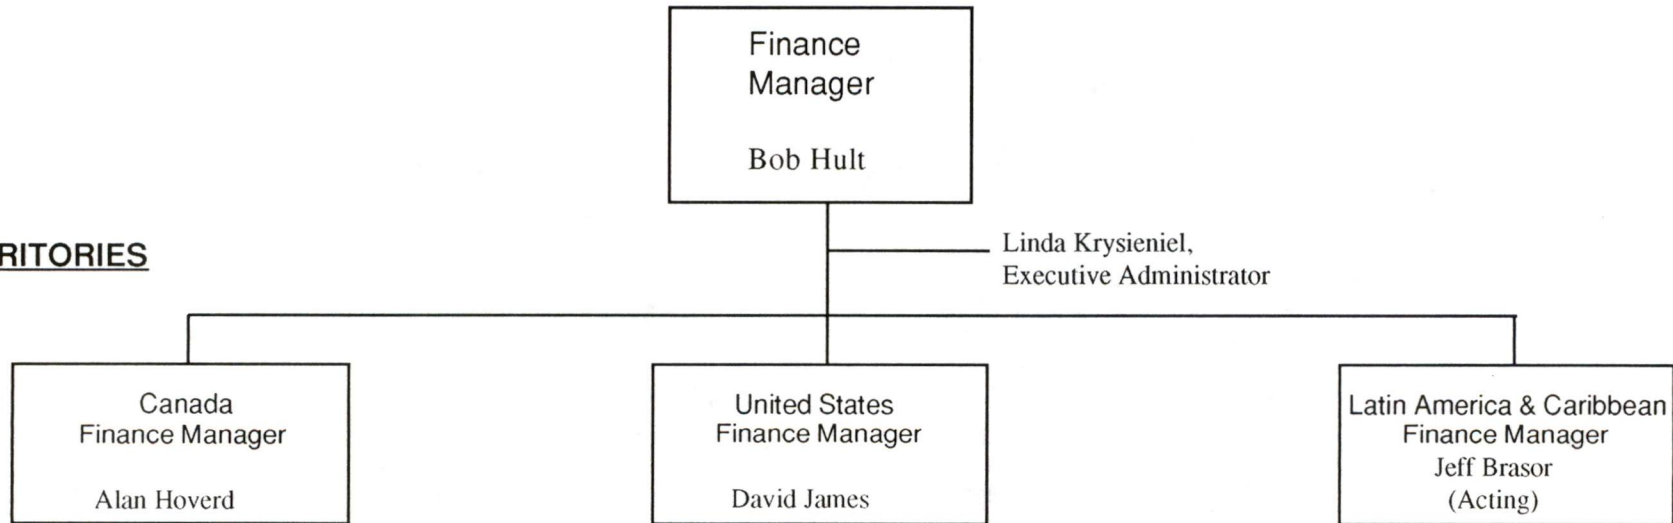 Finance
Manager
Bob Hult
Linda Krysieniel,
Executive Administrator
RITORIES
Canada
Finance Manager
Alan Hoverd
United States
Finance Manager
David James
Latin America & Caribbean
Finance Manager
Jeff Brasor
(Acting)